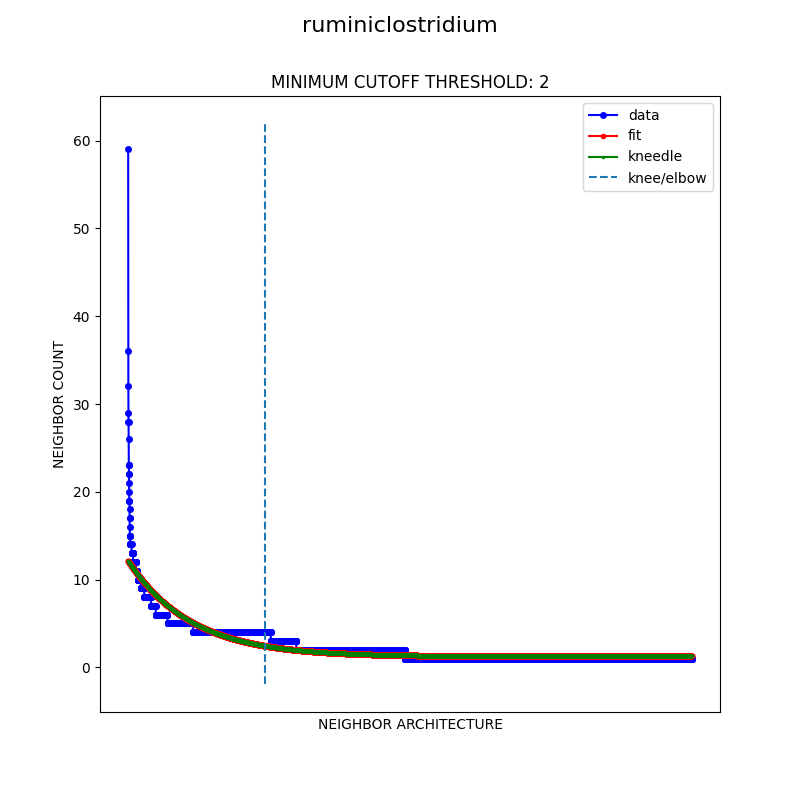 ruminiclostridium
MINIMUM CUTOFF THRESHOLD: 2
data
fit
kneedle
knee/elbow
60
50
40
30
20
10
0
NEIGHBOR COUNT
NEIGHBOR ARCHITECTURE